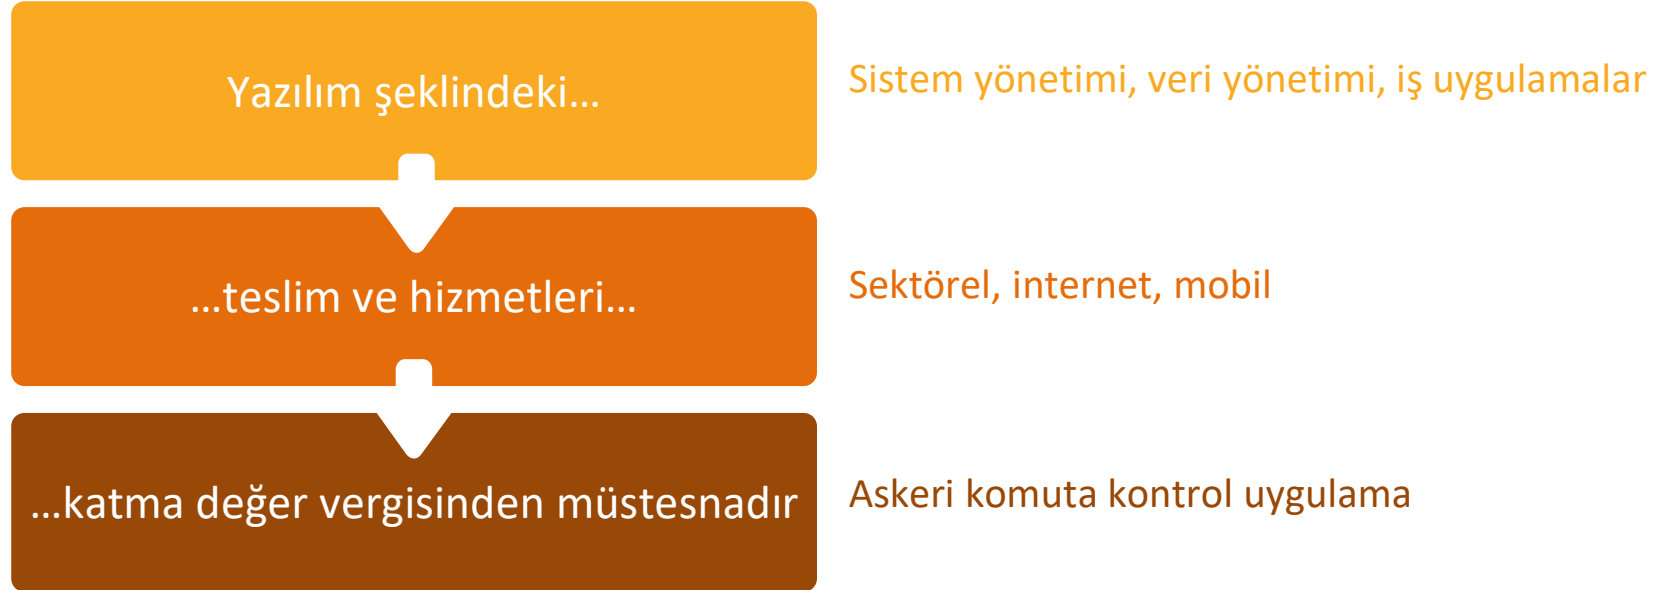 Yazılım şeklindeki…
Sistem yönetimi, veri yönetimi, iş uygulamalar
…teslim ve hizmetleri…
Sektörel, internet, mobil
…katma değer vergisinden müstesnadır
Askeri komuta kontrol uygulama